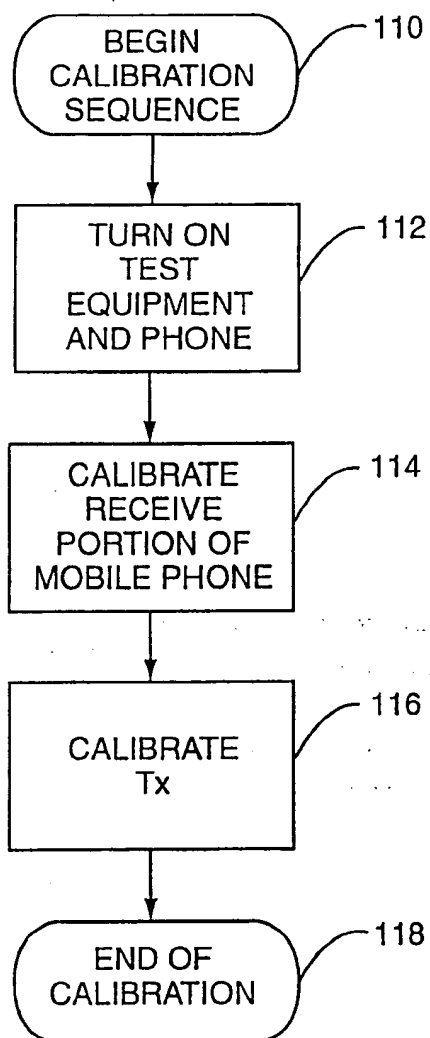 BEGIN
CALIBRATION
SEQUENCE
110
TURN ON
TEST
EQUIPMENT
AND PHONE
112
CALIBRATE
RECEIVE
PORTION OF
MOBILE PHONE
114
CALIBRATE
Tx
116
END OF
CALIBRATION
118